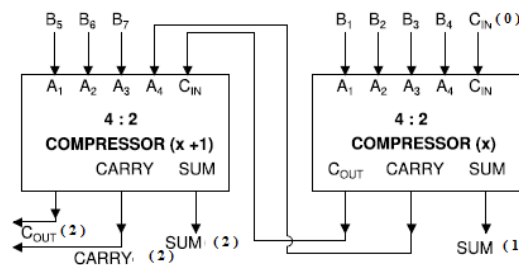 B5 B6 B7 B1 B2 B3 B4 CIN (0)
A1 A2 A3 A4 CIN A1 A2 A3 A4 CIN
4 : 2 4 : 2
COMPRESSOR (x +1) COMPRESSOR (x)
CARRY SUM COUT CARRY SUM
COUT (2) SUM (2) SUM (1
CARRY (2)